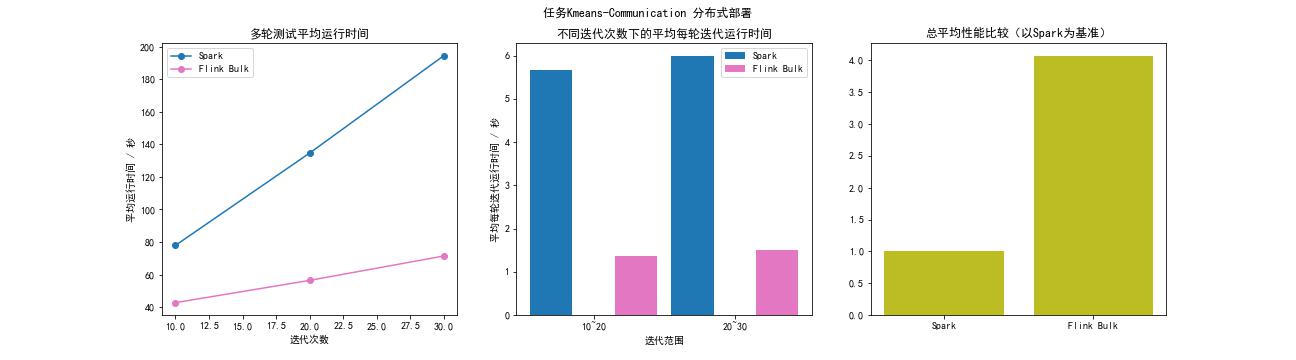 任务Kmeans-Communication 分布式部署
多轮测试平均运行时间
Spark
Flink Bulk
200
180
160
140
120
100
80
60
40
平均运行时间 / 秒
10.0 12.5 15.0 17.5 20.0 22.5 25.0 27.5 30.0
迭代次数
不同迭代次数下的平均每轮迭代运行时间
Spark
Flink Bulk
6
5
4
3
2
1
0
平均每轮迭代运行时间 / 秒
10~20 20~30
迭代范围
总平均性能比较（以Spark为基准）
4.0
3.5
3.0
2.5
2.0
1.5
1.0
0.5
0.0
Spark Flink Bulk